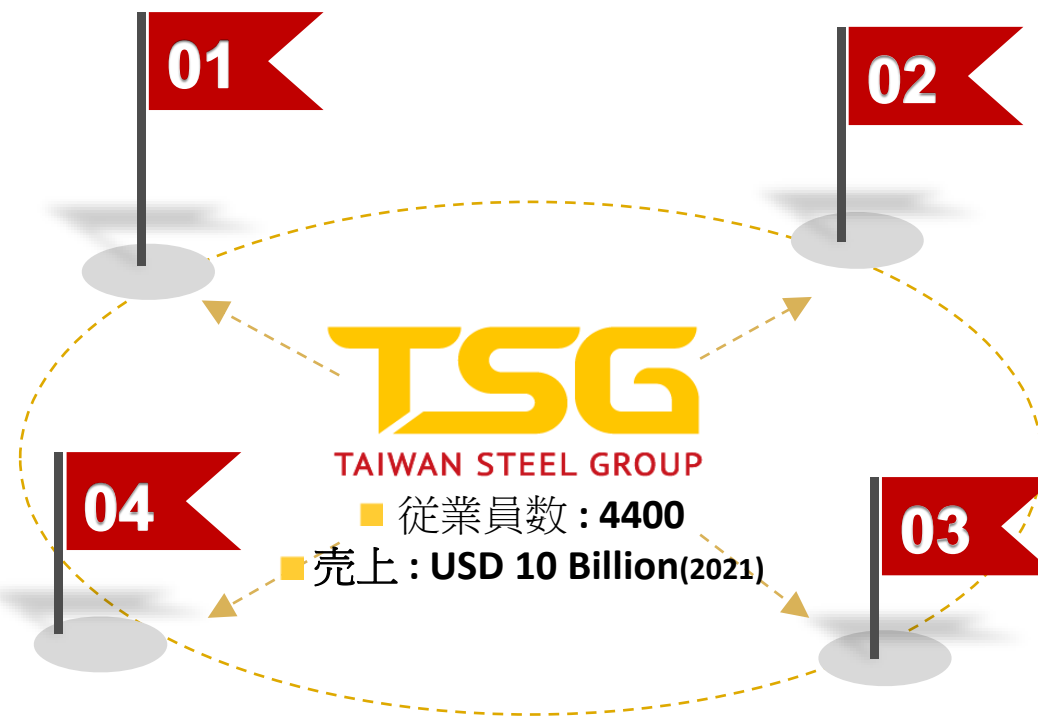 01
02
TSG
TAIWAN STEEL GROUP
従業員数 : 4400
売上 : USD 10 Billion(2021)
04
03